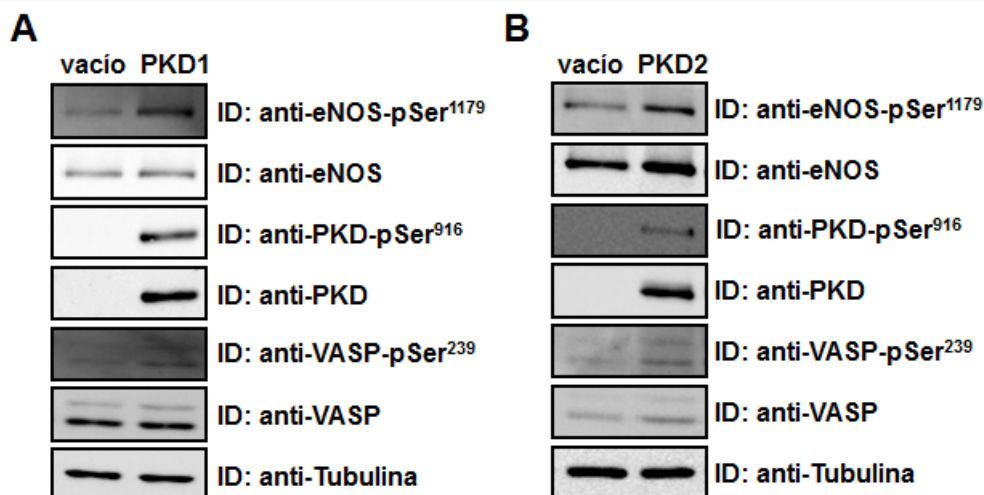 A
vacío PKD1
ID: anti-eNOS-pSer¹¹⁷⁹
ID: anti-eNOS
ID: anti-PKD-pSer⁹¹⁶
ID: anti-PKD
ID: anti-VASP-pSer²³⁹
ID: anti-VASP
ID: anti-Tubulina
B
vacío PKD2
ID: anti-eNOS-pSer¹¹⁷⁹
ID: anti-eNOS
ID: anti-PKD-pSer⁹¹⁶
ID: anti-PKD
ID: anti-VASP-pSer²³⁹
ID: anti-VASP
ID: anti-Tubulina